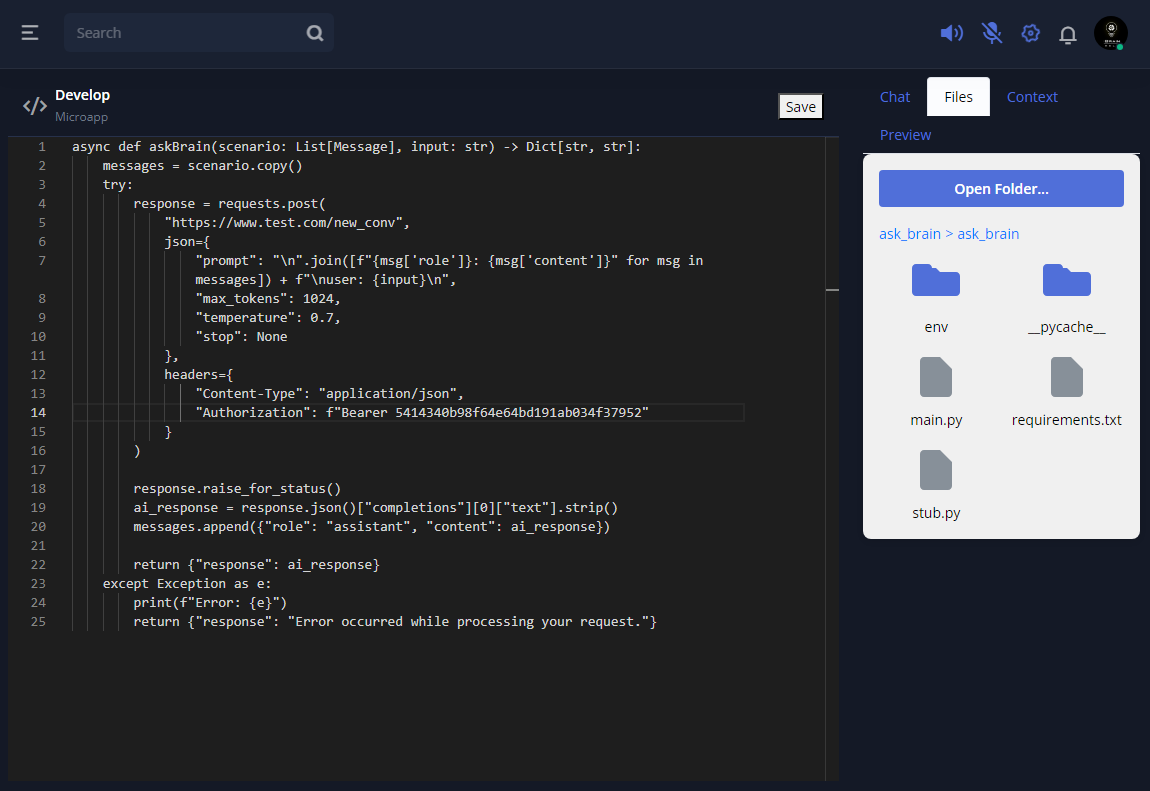 Search
Develop
Microapp
Save
1 async def askBrain(scenario: List[Message], input: str) -> Dict[str, str]:
2 messages = scenario.copy()
3 try:
4 response = requests.post(
5 "https://www.test.com/new_conv",
6 json={
7 "prompt": "\n".join([f"{msg['role']}: {msg['content']}" for msg in
messages]) + f"\nuser: {input}\n",
8 "max_tokens": 1024,
9 "temperature": 0.7,
10 "stop": None
11 },
12 headers={
13 "Content-Type": "application/json",
14 "Authorization": f"Bearer 5414340b98f64e64bd191ab034f37952"
15 }
16 )
17
18 response.raise_for_status()
19 ai_response = response.json()["completions"][0]["text"].strip()
20 messages.append({"role": "assistant", "content": ai_response})
21
22 return {"response": ai_response}
23 except Exception as e:
24 print(f"Error: {e}")
25 return {"response": "Error occurred while processing your request."}
Chat Files Context
Preview
Open Folder...
ask_brain > ask_brain
env __pycache__
main.py requirements.txt
stub.py